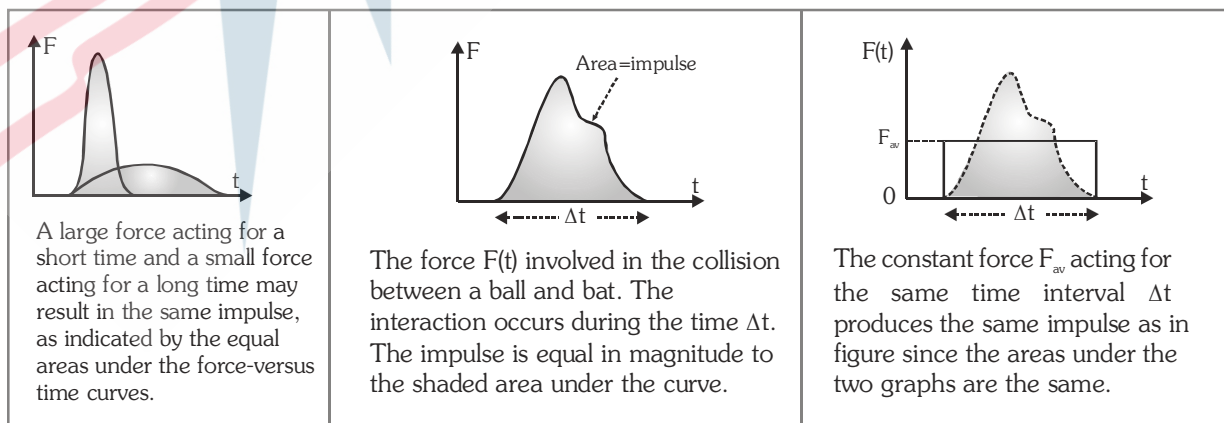 F
t
A large force acting for a
short time and a small force
acting for a long time may
result in the same impulse,
as indicated by the equal
areas under the force-versus
time curves.
F
Area=impulse
t
Δt
The force F(t) involved in the collision
between a ball and bat. The
interaction occurs during the time Δt.
The impulse is equal in magnitude to
the shaded area under the curve.
F(t)
Fav
0
t
Δt
The constant force Fav acting for
the same time interval Δt
produces the same impulse as in
figure since the areas under the
two graphs are the same.